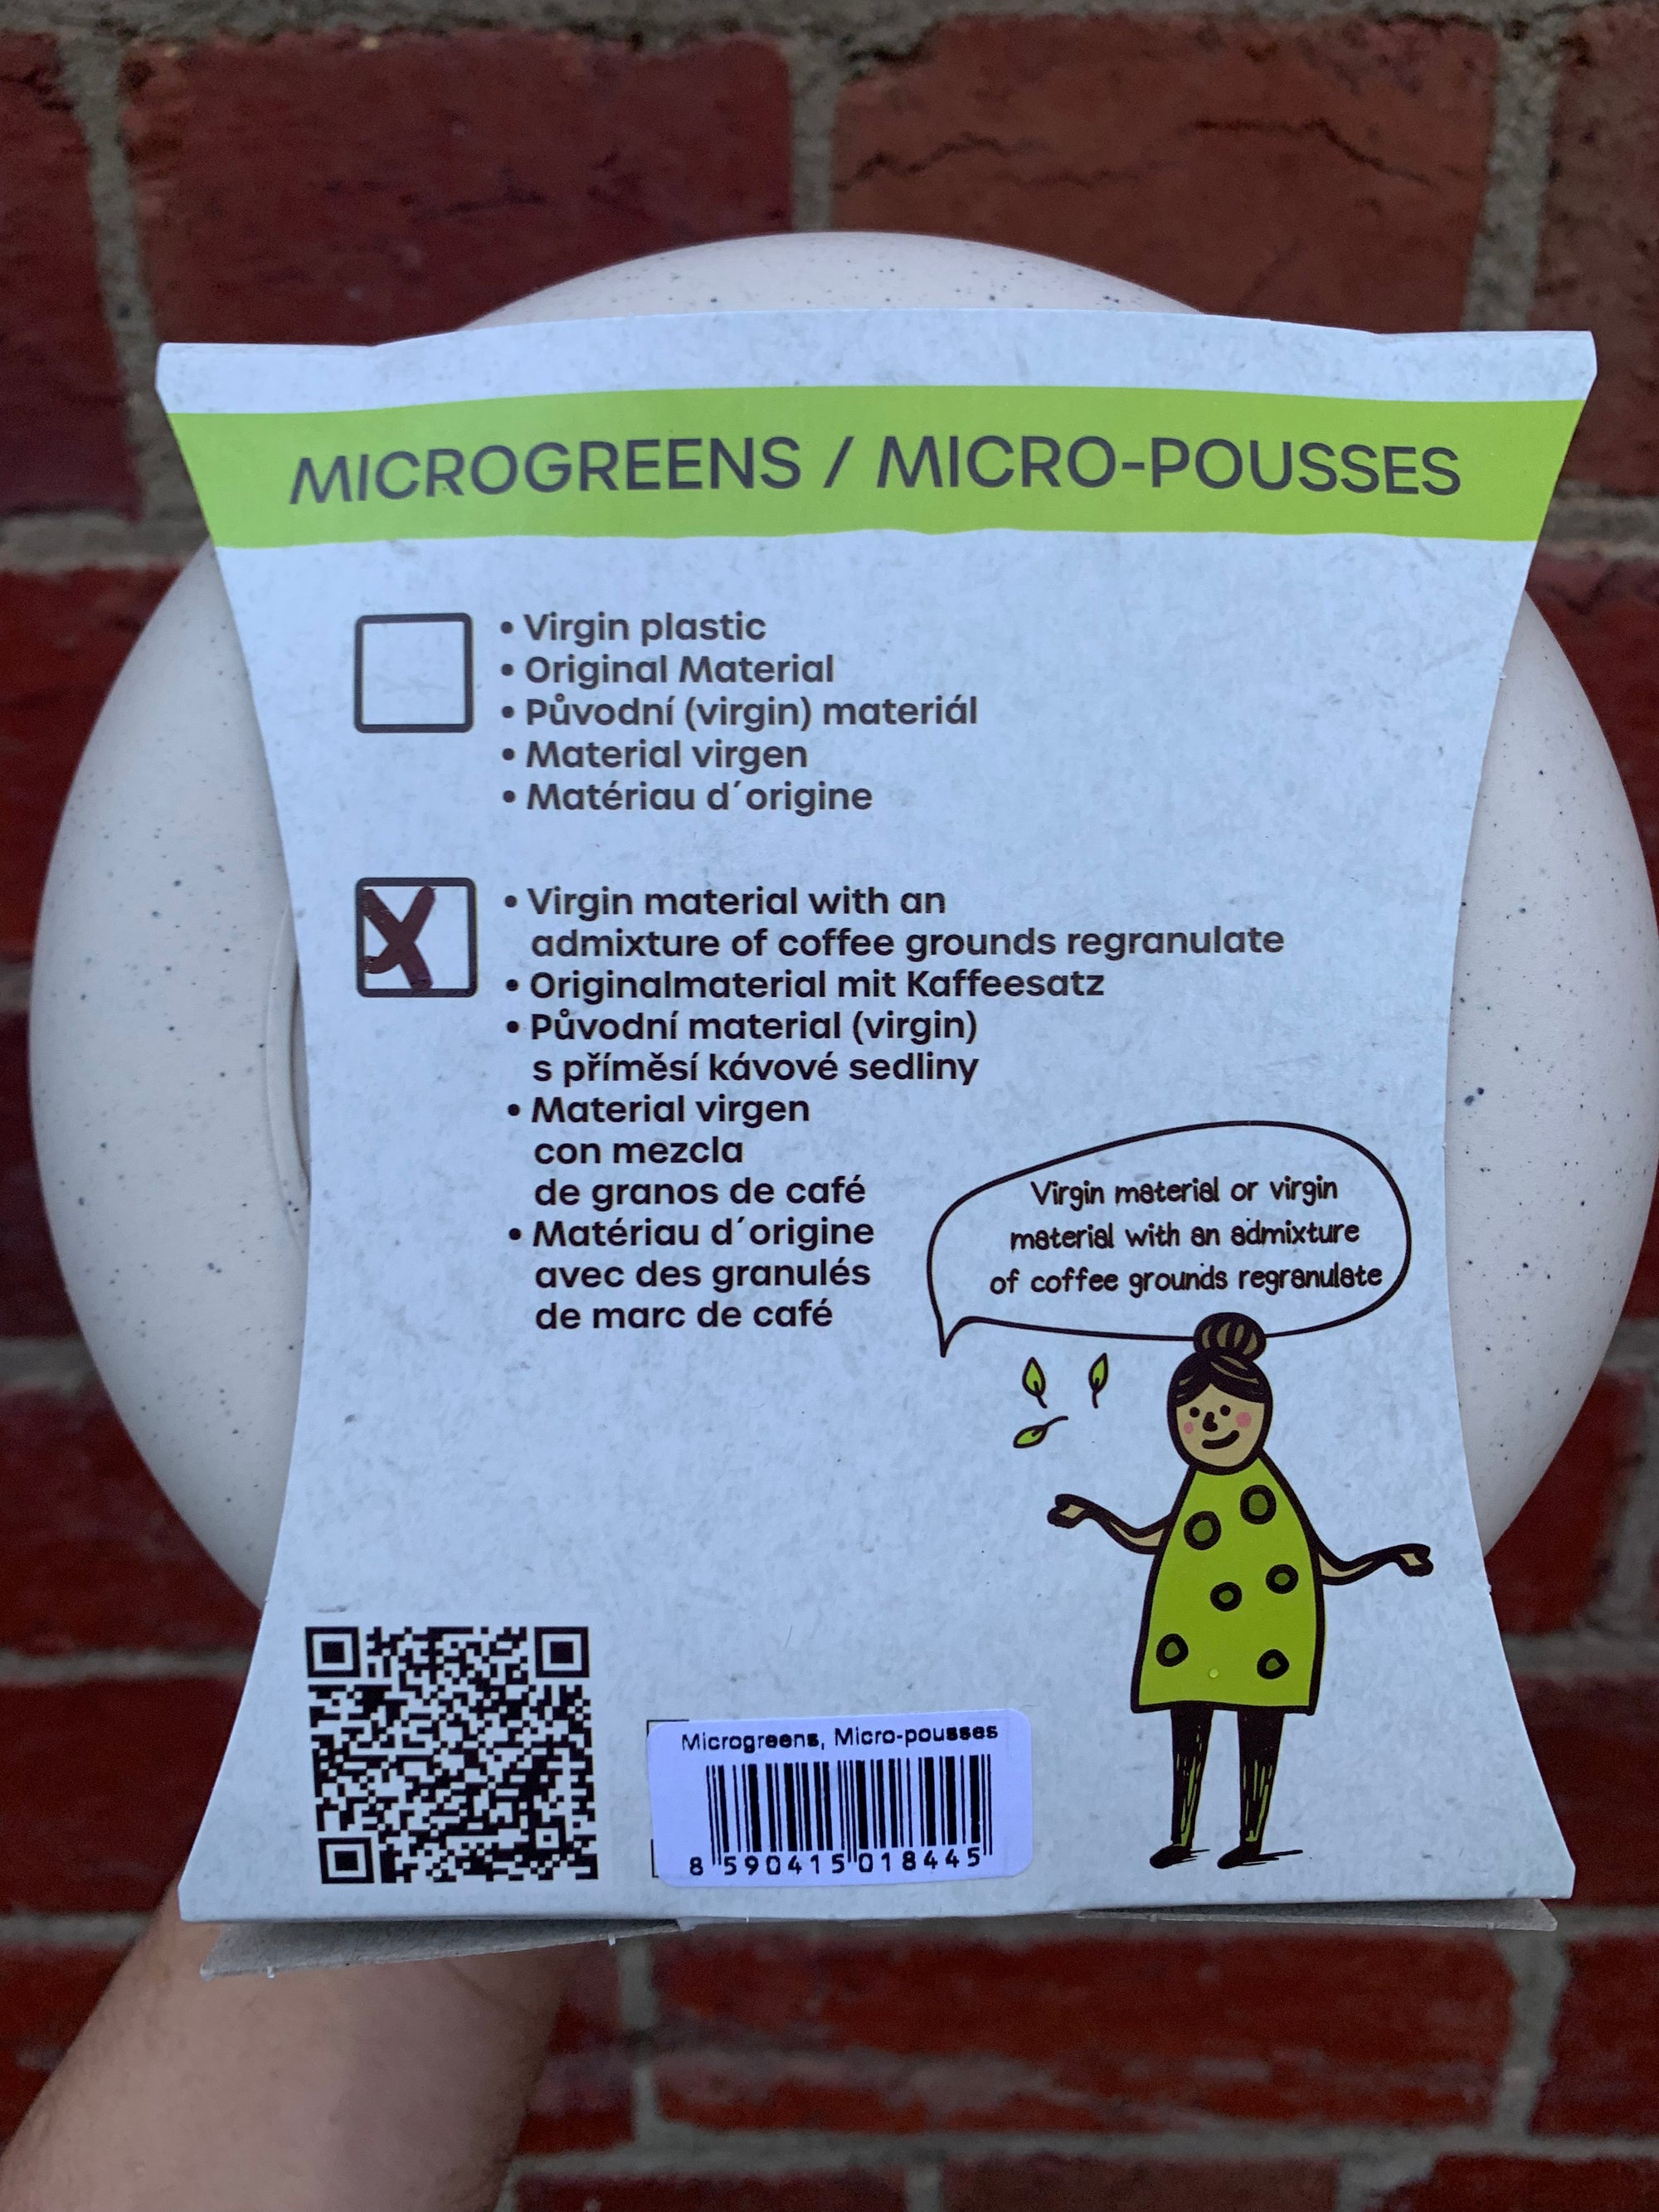 MICROGREENS / MICRO-POUSSES
• Virgin plastic
• Original Material
• Původní (virgin) materiál
• Material virgen
• Matériau d´origine
X
• Virgin material with an
admixture of coffee grounds regranulate
• Originalmaterial mit Kaffeesatz
• Původní material (virgin)
s příměsí kávové sedliny
• Material virgen
con mezcla
de granos de café
• Matériau d´origine
avec des granulés
de marc de café
Virgin material or virgin
material with an admixture
of coffee grounds regranulate
Microgreens, Micro-pousses
8 590415 018445